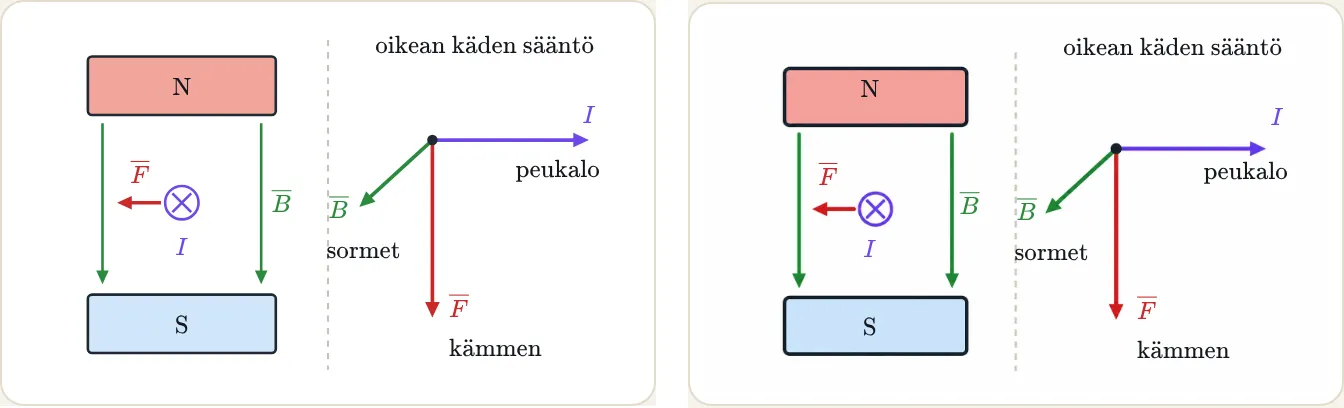 oikean käden sääntö
N
I
peukalo
F
B
B
I
sormet
F
S
kämmen
oikean käden sääntö
N
I
peukalo
F
B
B
I
sormet
F
S
kämmen